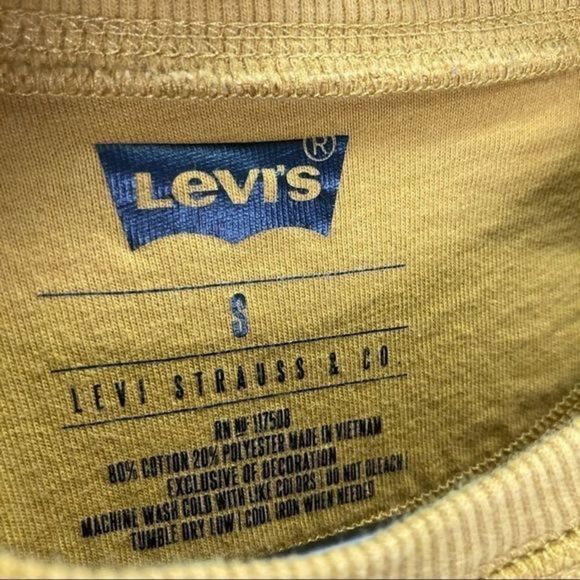 Levi's®
S
LEVI STRAUSS & CO.
RN NO. 117508
80% COTTON 20% POLYESTER MADE IN VIETNAM
EXCLUSIVE OF DECORATION
MACHINE WASH COLD WITH LIKE COLORS | DO NOT BLEACH |
TUMBLE DRY LOW | COOL IRON WHEN NEEDED